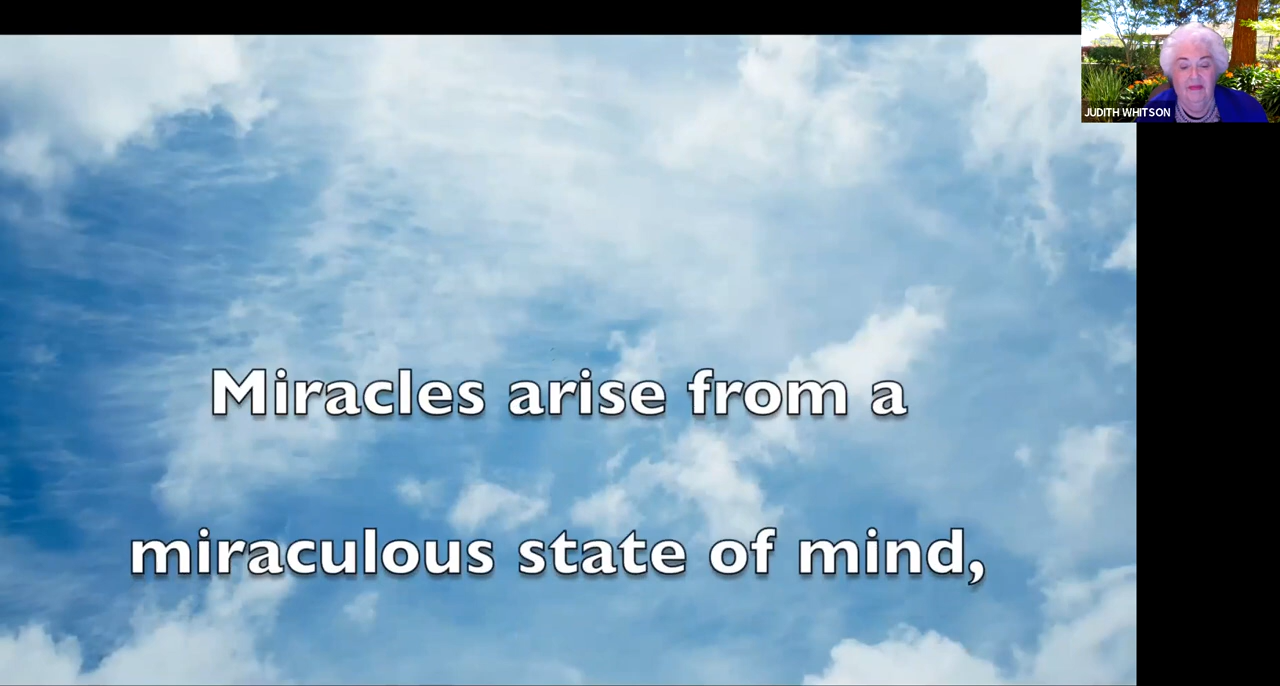 JUDITH WHITSON
Miracles arise from a
miraculous state of mind,